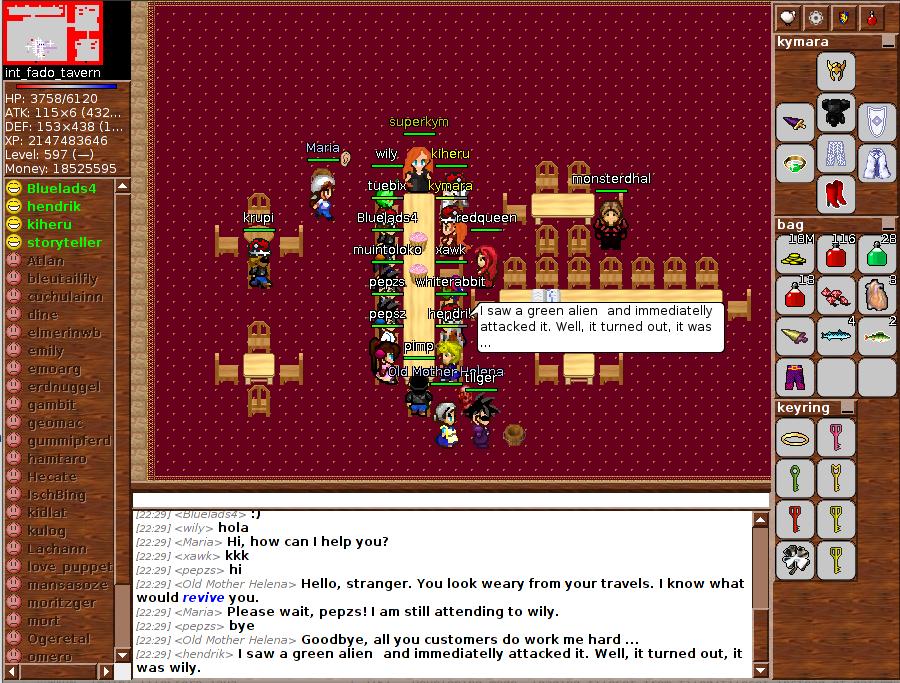 int_fado_tavern
HP: 3758/6120
ATK: 115×6 (432...
DEF: 153×438 (1...
XP: 2147483646
Level: 597 (—)
Money: 18525595
Bluelads4
hendrik
kiheru
storyteller
Atlan
bleutailfly
cuchulainn
dine
elmerinwb
emily
emoarg
erdnuggel
gambit
geomac
gummipferd
hamtaro
Hecate
IschBing
kidlat
kulog
Lachann
love_puppet
mansasoze
moritzger
mort
Ogeretal
omero
superkym
Maria
wily
kiheru
tuebix
kymara
monsterdhal
krupi
Bluelads4
redqueen
muintoloko
xawk
pepzs
whiterabbit
pepsz
hendrik
I saw a green alien and immediatelly
attacked it. Well, it turned out, it was
...
pimp
Old Mother Helena
tilger
[22:29] <Bluelads4> :)
[22:29] <wily> hola
[22:29] <Maria> Hi, how can I help you?
[22:29] <xawk> kkk
[22:29] <pepzs> hi
[22:29] <Old Mother Helena> Hello, stranger. You look weary from your travels. I know what
would revive you.
[22:29] <Maria> Please wait, pepzs! I am still attending to wily.
[22:29] <pepzs> bye
[22:29] <Old Mother Helena> Goodbye, all you customers do work me hard ...
[22:29] <hendrik> I saw a green alien and immediatelly attacked it. Well, it turned out, it
was wily.
kymara
bag
18M
116
28
18
8
4
2
keyring